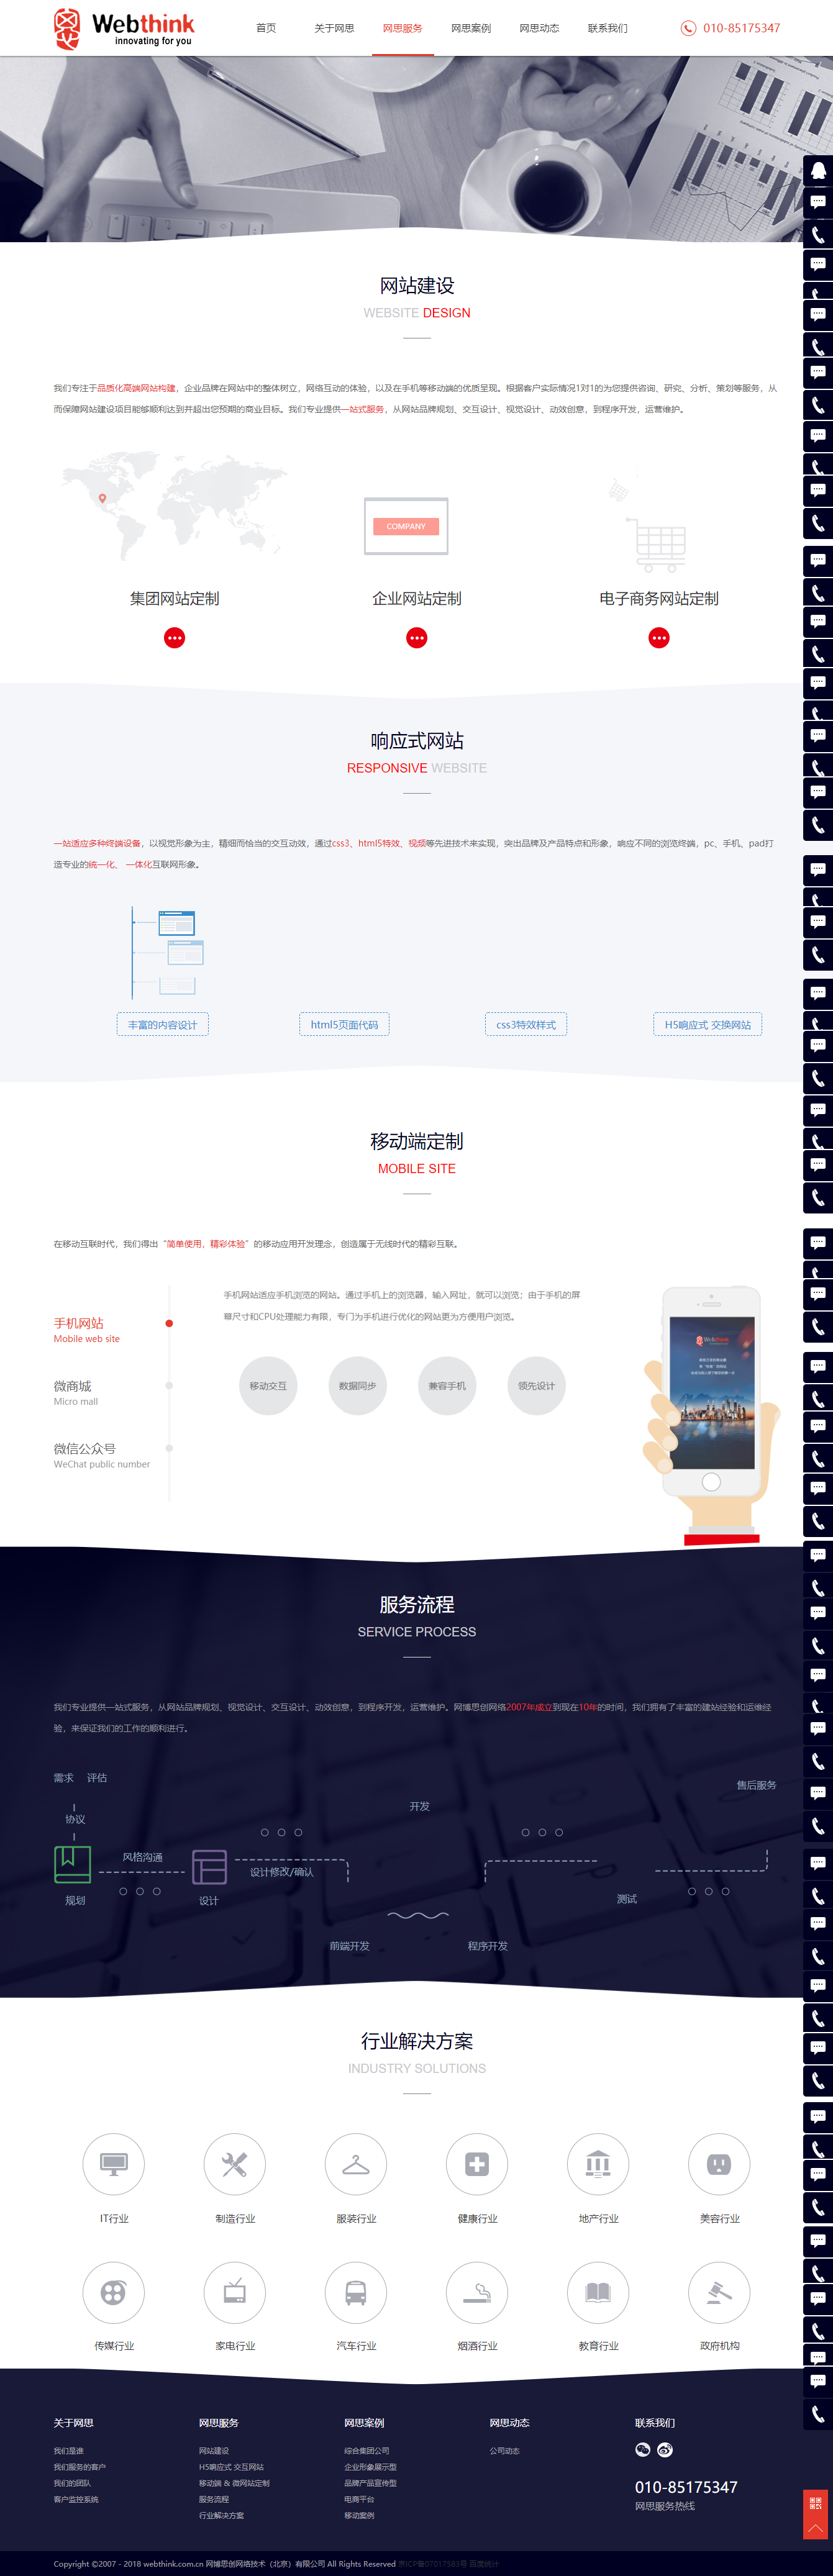 Webthink
innovating for you
首页 关于网思 网思服务 网思案例 网思动态 联系我们
010-85175347
网站建设
WEBSITE DESIGN
我们专注于品质化高端网站构建，企业品牌在网站中的整体树立，网络互动的体验，以及在手机等移动端的优质呈现。根据客户实际情况1对1的为您提供咨询、研究、分析、策划等服务，从
而保障网站建设项目能够顺利达到并超出您预期的商业目标。我们专业提供一站式服务，从网站品牌规划、交互设计、视觉设计、动效创意，到程序开发，运营维护。
COMPANY
集团网站定制 企业网站定制 电子商务网站定制
响应式网站
RESPONSIVE WEBSITE
一站适应多种终端设备，以视觉形象为主，精细而恰当的交互动效，通过css3、html5特效、视频等先进技术来实现，突出品牌及产品特点和形象，响应不同的浏览终端，pc、手机、pad打
造专业的统一化、 一体化互联网形象。
丰富的内容设计 html5页面代码 css3特效样式 H5响应式 交换网站
移动端定制
MOBILE SITE
在移动互联时代，我们得出“简单使用，精彩体验”的移动应用开发理念，创造属于无线时代的精彩互联。
手机网站适应手机浏览的网站。通过手机上的浏览器，输入网址，就可以浏览；由于手机的屏
幕尺寸和CPU处理能力有限，专门为手机进行优化的网站更为方便用户浏览。
手机网站
Mobile web site
微商城
Micro mall
微信公众号
WeChat public number
移动交互 数据同步 兼容手机 领先设计
Webthink
服务流程
SERVICE PROCESS
我们专业提供一站式服务，从网站品牌规划、视觉设计、交互设计、动效创意，到程序开发，运营维护。网博思创网络2007年成立到现在10年的时间，我们拥有了丰富的建站经验和运维经
验，来保证我们的工作的顺利进行。
需求 评估
售后服务
开发
协议
风格沟通
设计修改/确认
规划 设计
测试
前端开发 程序开发
行业解决方案
INDUSTRY SOLUTIONS
IT行业 制造行业 服装行业 健康行业 地产行业 美容行业
传媒行业 家电行业 汽车行业 烟酒行业 教育行业 政府机构
关于网思 网思服务 网思案例 网思动态 联系我们
我们是谁 网站建设 综合集团公司 公司动态
我们服务的客户 H5响应式 交互网站 企业形象展示型
我们的团队 移动端 & 微网站定制 品牌产品宣传型
客户监控系统 服务流程 电商平台
行业解决方案 移动案例
010-85175347
网思服务热线
Copyright ©2007 - 2018 webthink.com.cn 网博思创网络技术（北京）有限公司 All Rights Reserved 京ICP备07017583号 百度统计